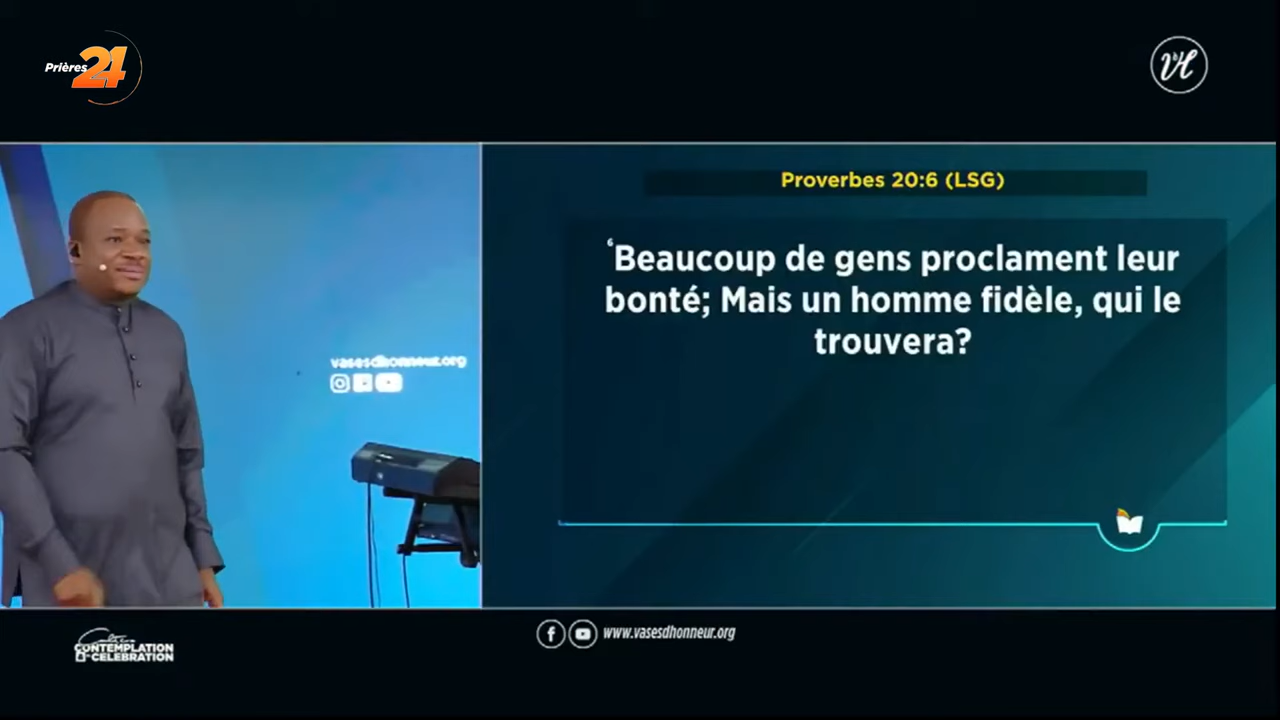 Prières 24
VH
Proverbes 20:6 (LSG)
‘Beaucoup de gens proclament leur
bonté; Mais un homme fidèle, qui le
trouvera?
vasesdhonneur.org
www.vasesdhonneur.org
CONTEMPLATION
CELEBRATION